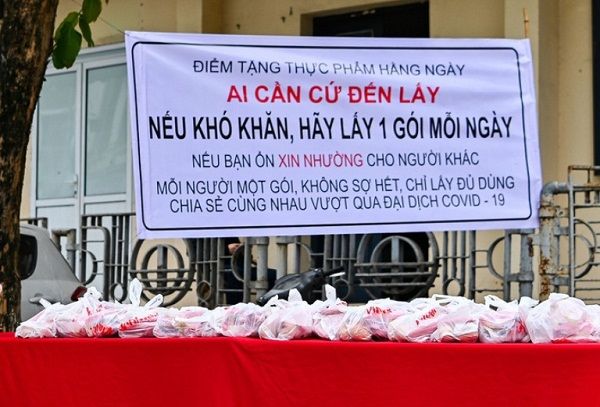 ĐIỂM TẶNG THỰC PHẨM HẰNG NGÀY
AI CẦN CỨ ĐẾN LẤY
NẾU KHÓ KHĂN, HÃY LẤY 1 GÓI MỖI NGÀY
NẾU BẠN ỔN XIN NHƯỜNG CHO NGƯỜI KHÁC
MỖI NGƯỜI MỘT GÓI, KHÔNG SỢ HẾT, CHỈ LẤY ĐỦ DÙNG
CHIA SẺ CÙNG NHAU VƯỢT QUA ĐẠI DỊCH COVID - 19